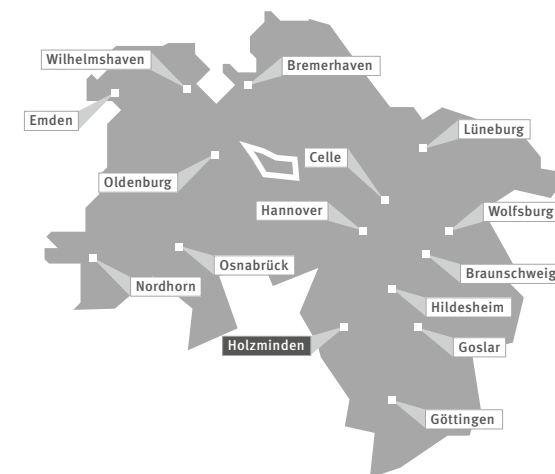 Wilhelmshaven
Bremerhaven
Emden
Lüneburg
Celle
Oldenburg
Hannover
Wolfsburg
Osnabrück
Braunschweig
Nordhorn
Hildesheim
Holzminden
Goslar
Göttingen